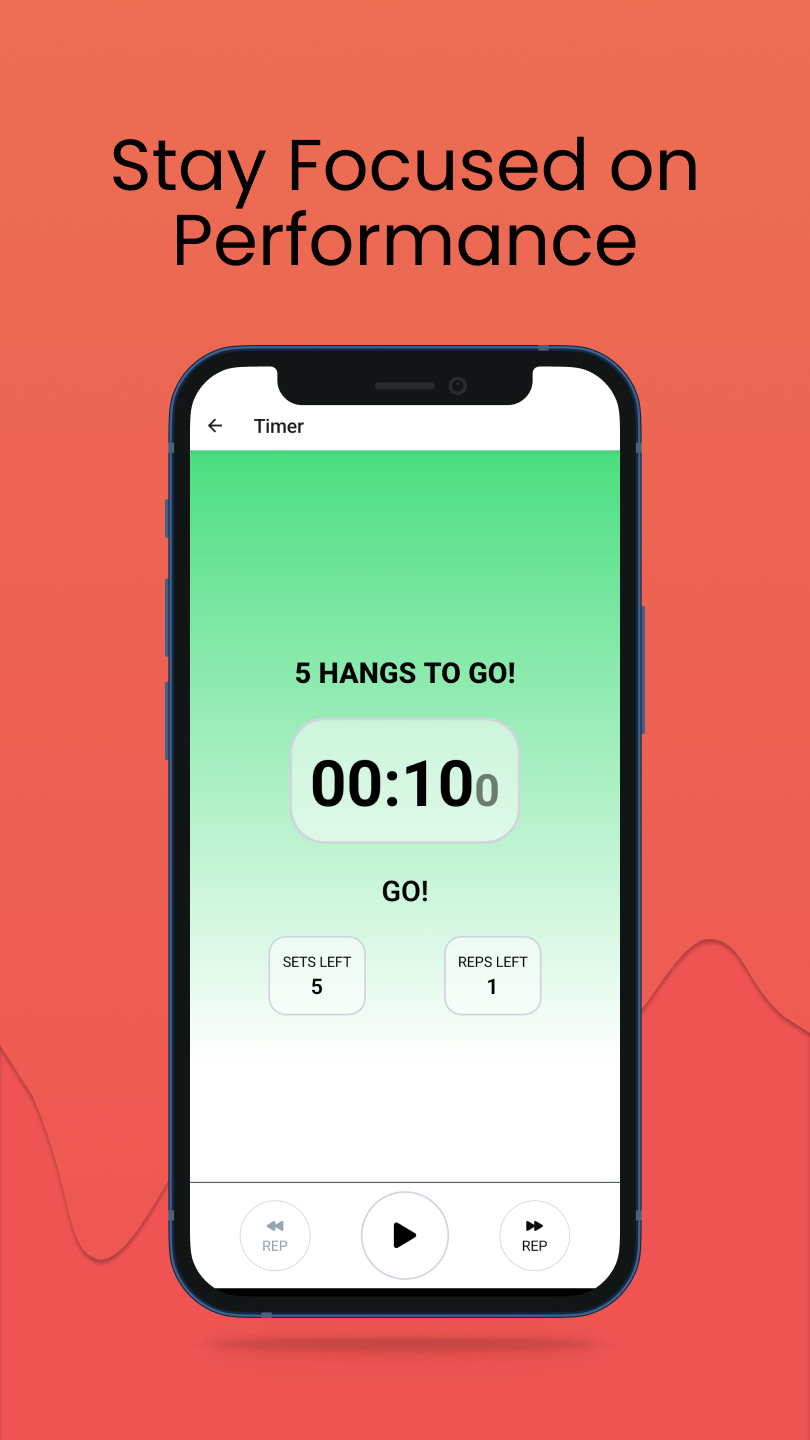 Stay Focused on
Performance
Timer
5 HANGS TO GO!
00:100
GO!
SETS LEFT
5
REPS LEFT
1
REP
REP